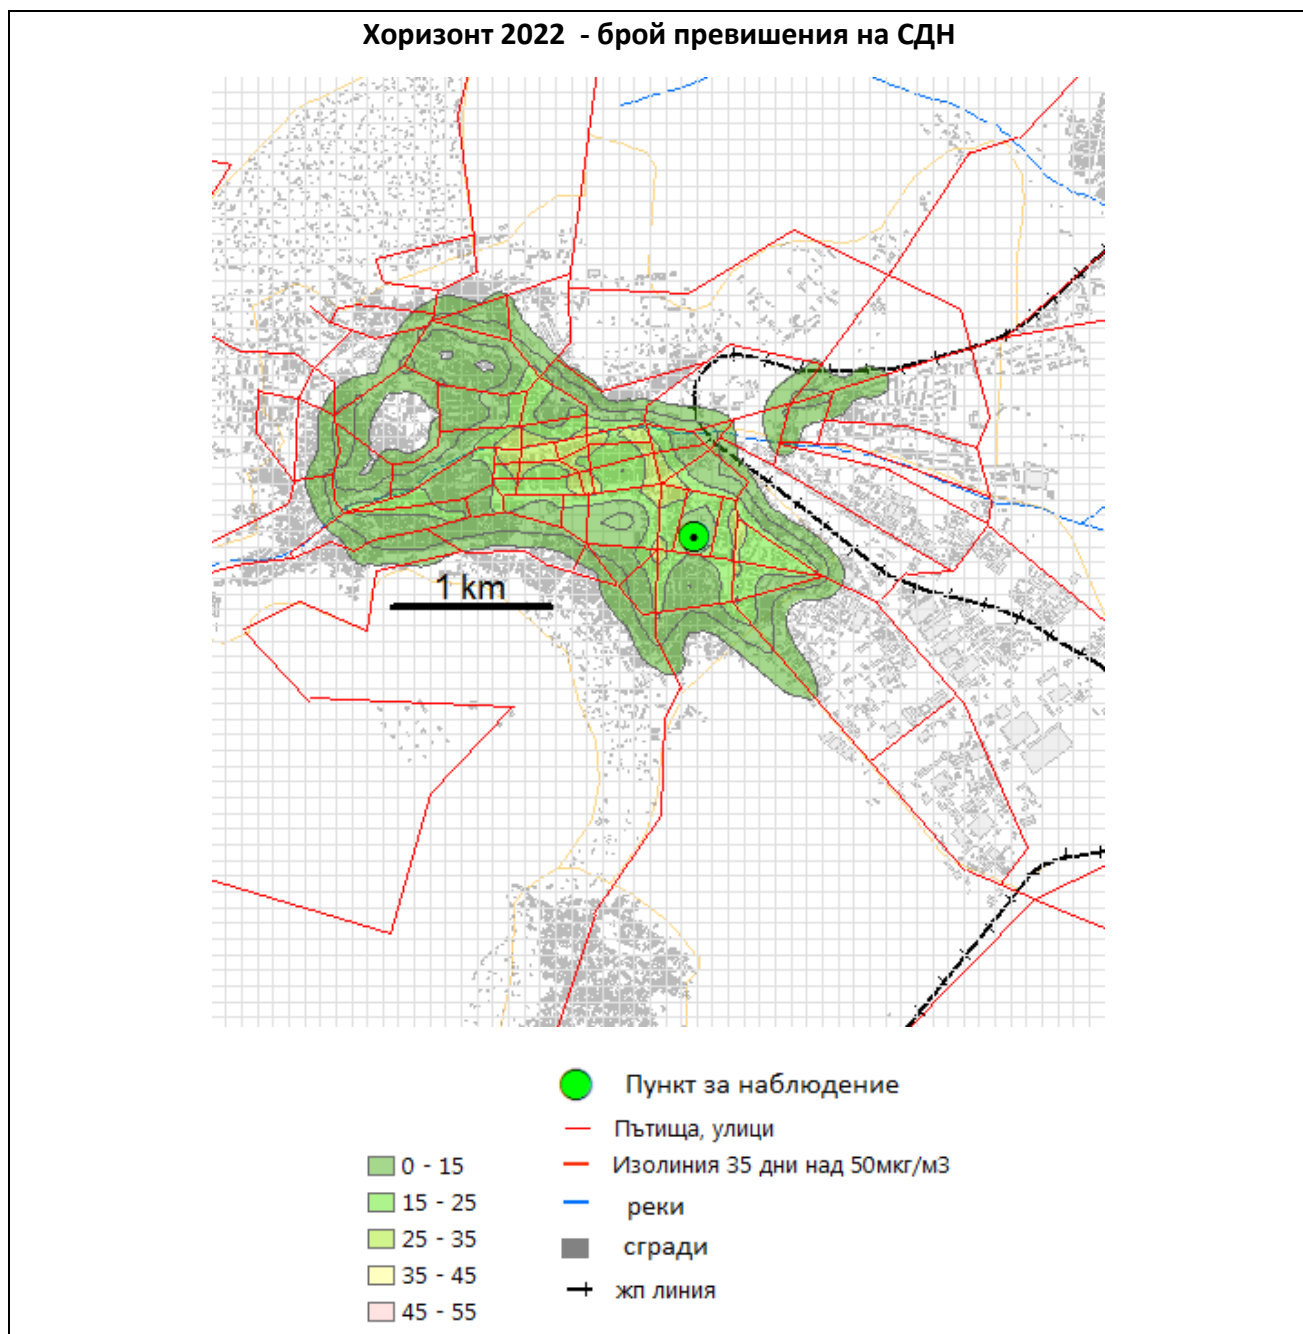 Хоризонт 2022 - брой превишения на СДН
1 km
Пункт за наблюдение
Пътища, улици
0 - 15
Изолиния 35 дни над 50мкг/м3
15 - 25
реки
25 - 35
сгради
35 - 45
жп линия
45 - 55